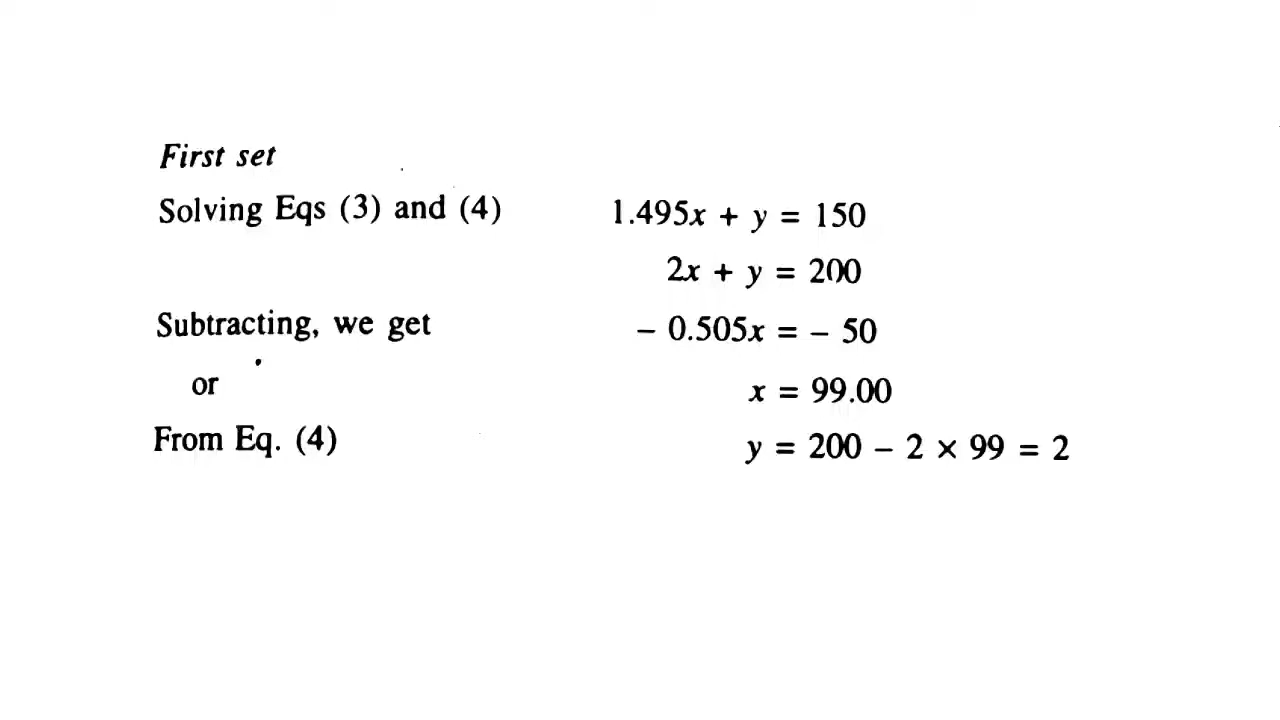 First set
Solving Eqs (3) and (4) 1.495x + y = 150
2x + y = 200
Subtracting, we get – 0.505x = – 50
or x = 99.00
From Eq. (4) y = 200 – 2 × 99 = 2